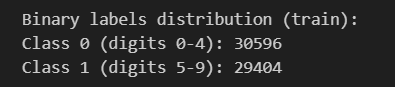 Binary labels distribution (train):
Class 0 (digits 0-4): 30596
Class 1 (digits 5-9): 29404